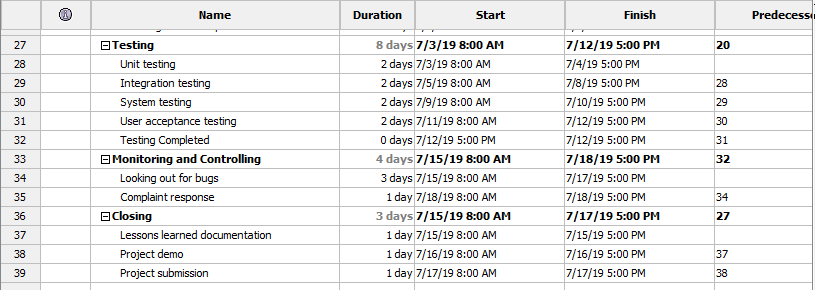 Name Duration Start Finish Predecesso
27 Testing 8 days 7/3/19 8:00 AM 7/12/19 5:00 PM 20
28 Unit testing 2 days 7/3/19 8:00 AM 7/4/19 5:00 PM
29 Integration testing 2 days 7/5/19 8:00 AM 7/8/19 5:00 PM 28
30 System testing 2 days 7/9/19 8:00 AM 7/10/19 5:00 PM 29
31 User acceptance testing 2 days 7/11/19 8:00 AM 7/12/19 5:00 PM 30
32 Testing Completed 0 days 7/12/19 5:00 PM 7/12/19 5:00 PM 31
33 Monitoring and Controlling 4 days 7/15/19 8:00 AM 7/18/19 5:00 PM 32
34 Looking out for bugs 3 days 7/15/19 8:00 AM 7/17/19 5:00 PM
35 Complaint response 1 day 7/18/19 8:00 AM 7/18/19 5:00 PM 34
36 Closing 3 days 7/15/19 8:00 AM 7/17/19 5:00 PM 27
37 Lessons learned documentation 1 day 7/15/19 8:00 AM 7/15/19 5:00 PM
38 Project demo 1 day 7/16/19 8:00 AM 7/16/19 5:00 PM 37
39 Project submission 1 day 7/17/19 8:00 AM 7/17/19 5:00 PM 38